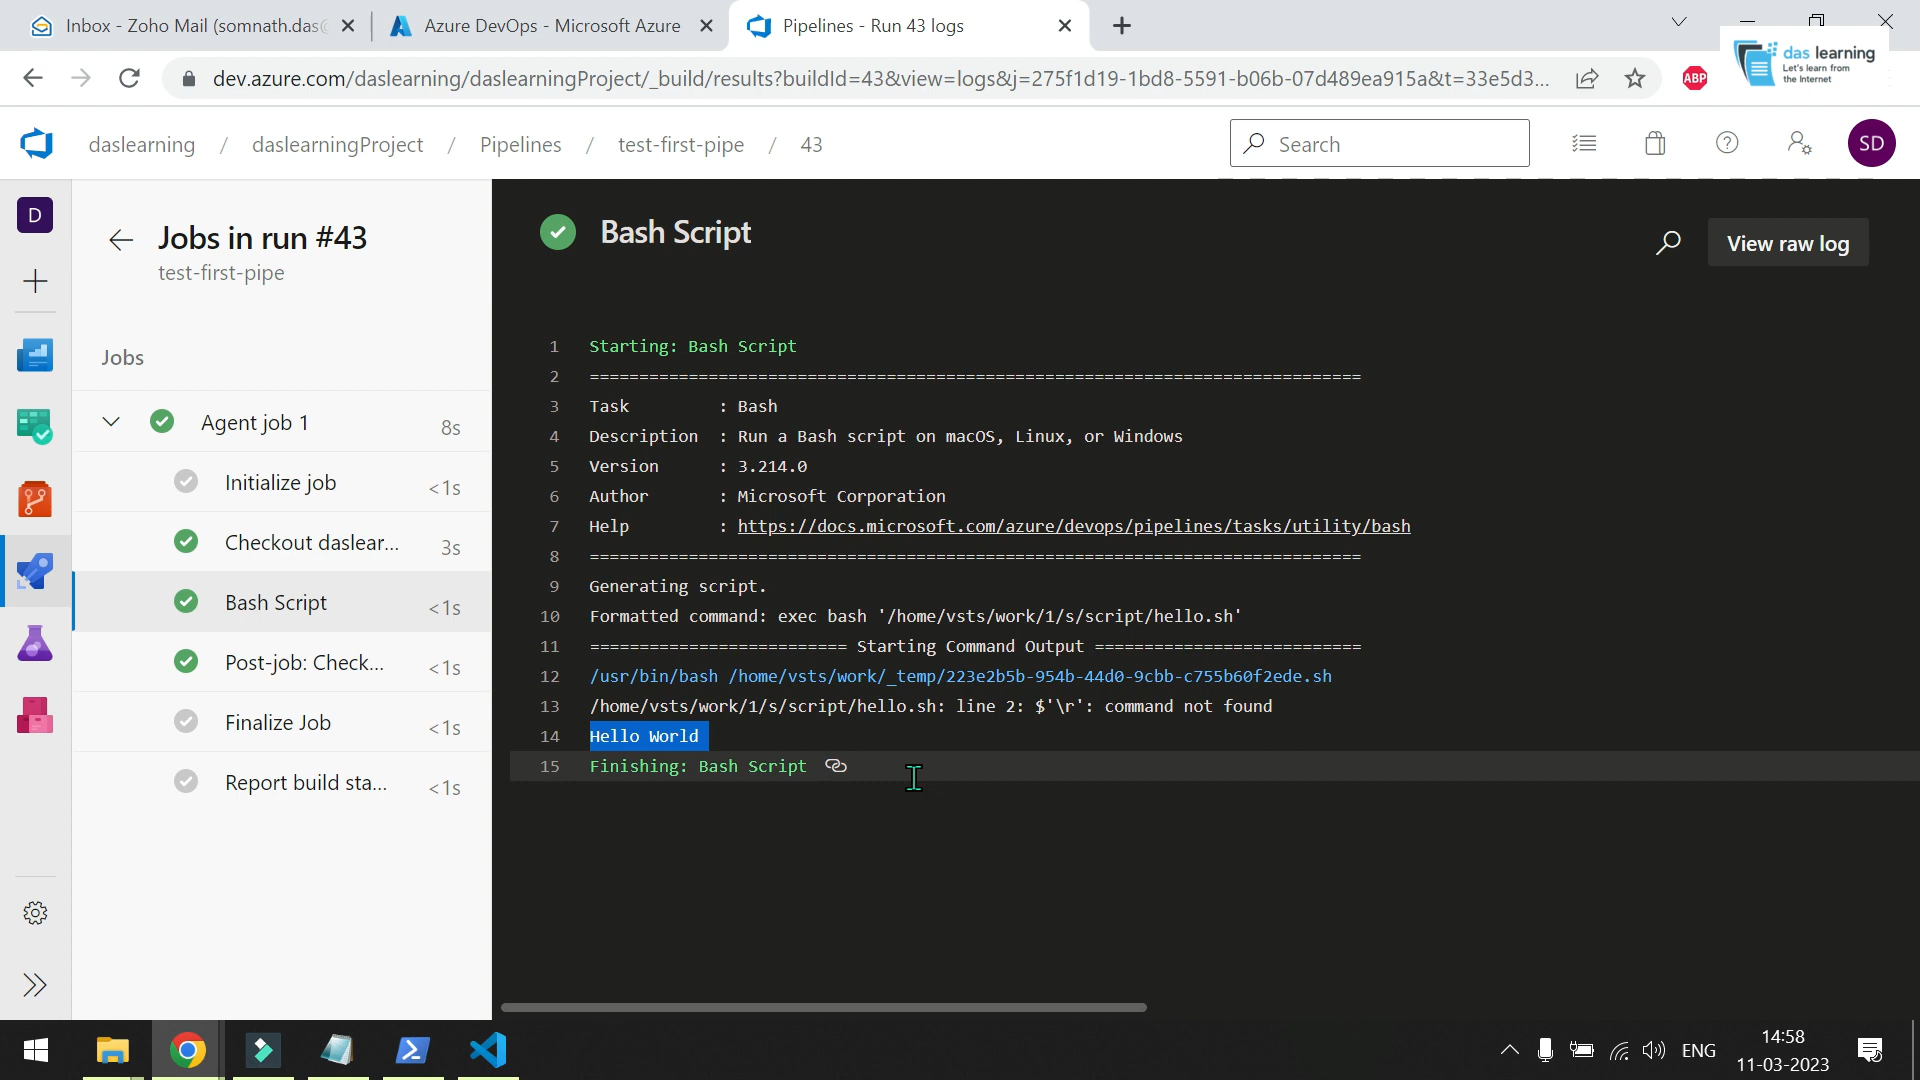 Inbox - Zoho Mail (somnath.das@
Azure DevOps - Microsoft Azure
Pipelines - Run 43 logs
dev.azure.com/daslearning/daslearningProject/_build/results?buildId=43&view=logs&j=275f1d19-1bd8-5591-b06b-07d489ea915a&t=33e5d3...
ABP
das learning
Let's learn from
the Internet
daslearning / daslearningProject / Pipelines / test-first-pipe / 43
Search
SD
D
Jobs in run #43
test-first-pipe
Jobs
Agent job 1 8s
Initialize job <1s
Checkout daslear... 3s
Bash Script <1s
Post-job: Check... <1s
Finalize Job <1s
Report build sta... <1s
Bash Script
View raw log
1 Starting: Bash Script
2 ==============================================================================
3 Task : Bash
4 Description : Run a Bash script on macOS, Linux, or Windows
5 Version : 3.214.0
6 Author : Microsoft Corporation
7 Help : https://docs.microsoft.com/azure/devops/pipelines/tasks/utility/bash
8 ==============================================================================
9 Generating script.
10 Formatted command: exec bash '/home/vsts/work/1/s/script/hello.sh'
11 ========================== Starting Command Output ===========================
12 /usr/bin/bash /home/vsts/work/_temp/223e2b5b-954b-44d0-9cbb-c755b60f2ede.sh
13 /home/vsts/work/1/s/script/hello.sh: line 2: $'\r': command not found
14 Hello World
15 Finishing: Bash Script
ENG
14:58
11-03-2023